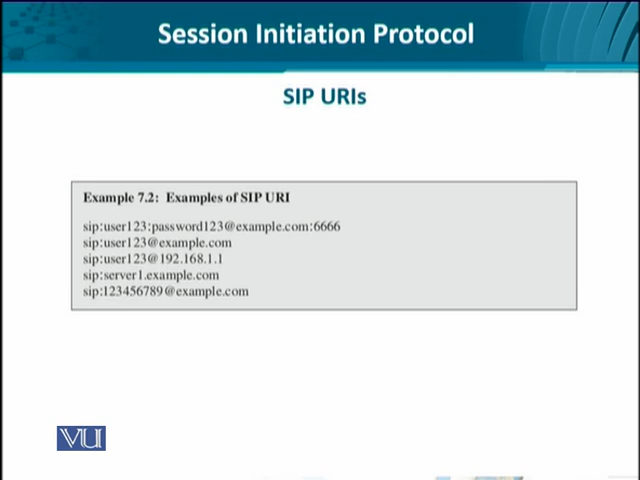 Session Initiation Protocol
SIP URIs
Example 7.2: Examples of SIP URI
sip:user123:password123@example.com:6666
sip:user123@example.com
sip:user123@192.168.1.1
sip:server1.example.com
sip:123456789@example.com
VU